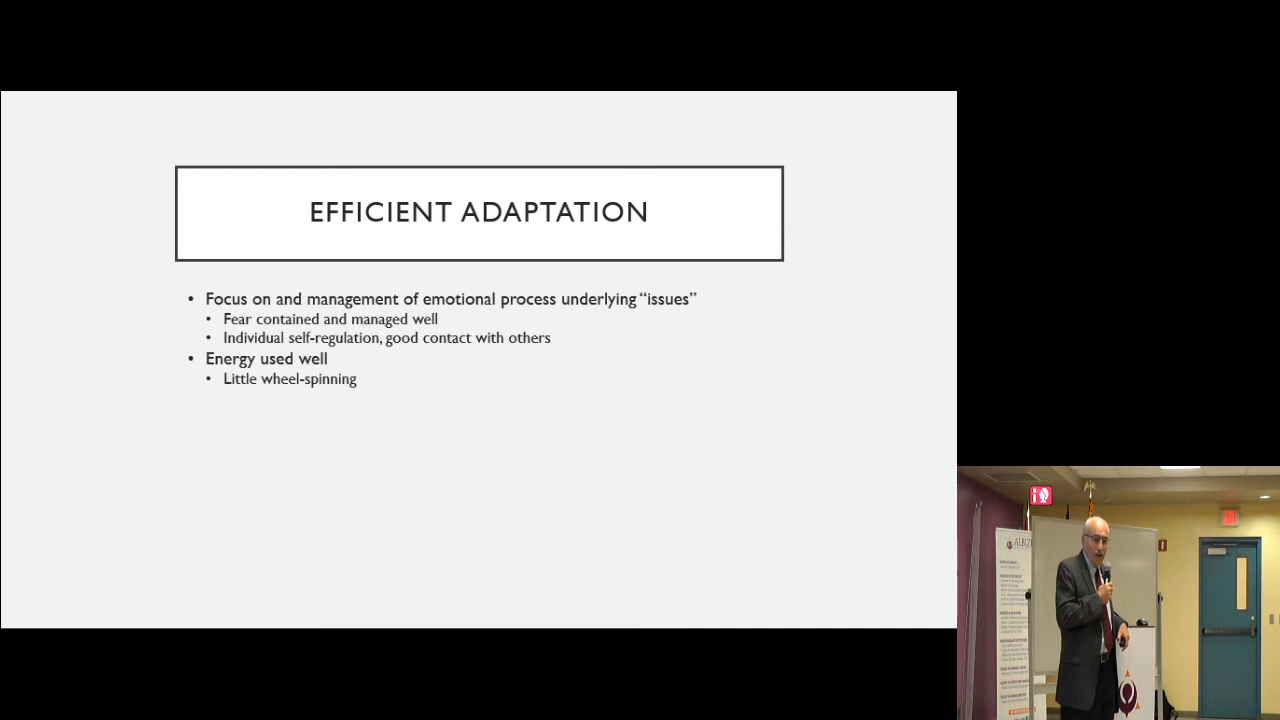 EFFICIENT ADAPTATION
• Focus on and management of emotional process underlying “issues”
• Fear contained and managed well
• Individual self-regulation, good contact with others
• Energy used well
• Little wheel-spinning
ALBIZ